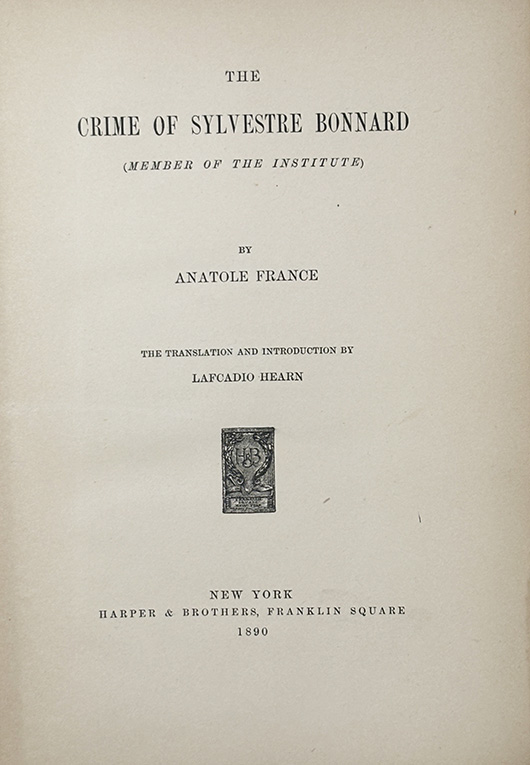 THE
CRIME OF SYLVESTRE BONNARD
(MEMBER OF THE INSTITUTE)
BY
ANATOLE FRANCE
THE TRANSLATION AND INTRODUCTION BY
LAFCADIO HEARN
H&B
NEW YORK
HARPER & BROTHERS, FRANKLIN SQUARE
1890